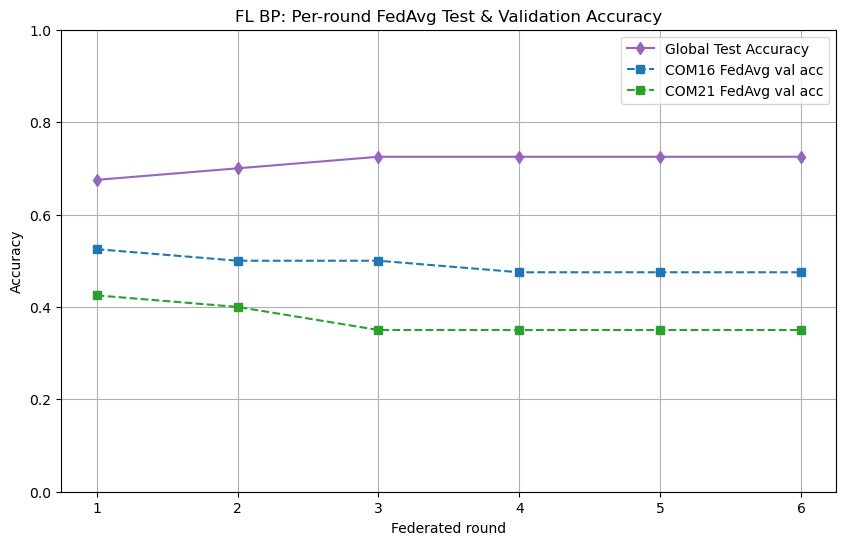 FL BP: Per-round FedAvg Test & Validation Accuracy
Global Test Accuracy
COM16 FedAvg val acc
COM21 FedAvg val acc
Accuracy
1.0
0.8
0.6
0.4
0.2
0.0
1 2 3 4 5 6
Federated round